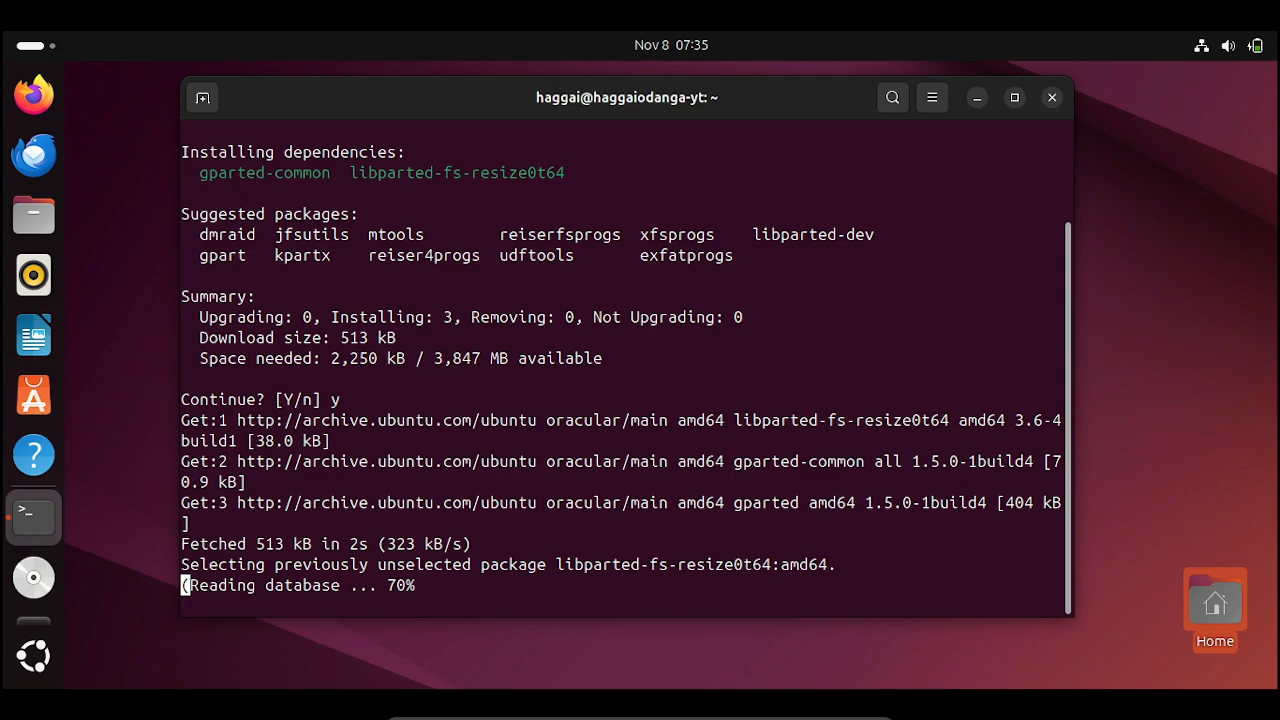 Nov 8 07:35
haggai@haggaiodanga-yt: ~
Installing dependencies:
gparted-common libparted-fs-resize0t64
Suggested packages:
dmraid jfsutils mtools reiserfsprogs xfsprogs libparted-dev
gpart kpartx reiser4progs udftools exfatprogs
Summary:
Upgrading: 0, Installing: 3, Removing: 0, Not Upgrading: 0
Download size: 513 kB
Space needed: 2,250 kB / 3,847 MB available
Continue? [Y/n] y
Get:1 http://archive.ubuntu.com/ubuntu oracular/main amd64 libparted-fs-resize0t64 amd64 3.6-4
build1 [38.0 kB]
Get:2 http://archive.ubuntu.com/ubuntu oracular/main amd64 gparted-common all 1.5.0-1build4 [7
0.9 kB]
Get:3 http://archive.ubuntu.com/ubuntu oracular/main amd64 gparted amd64 1.5.0-1build4 [404 kB
]
Fetched 513 kB in 2s (323 kB/s)
Selecting previously unselected package libparted-fs-resize0t64:amd64.
(Reading database ... 70%
Home